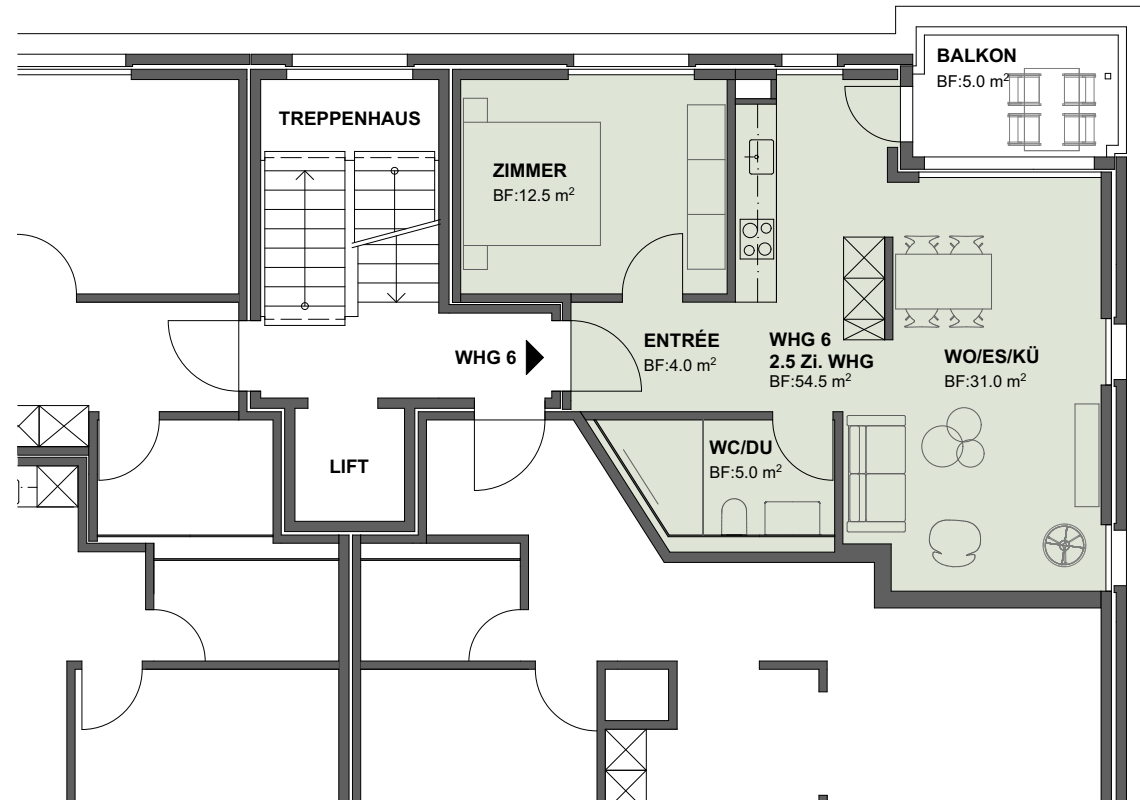 BALKON
BF:5.0 m²
TREPPENHAUS
ZIMMER
BF:12.5 m²
WHG 6
ENTRÉE
BF:4.0 m²
WHG 6
2.5 Zi. WHG
BF:54.5 m²
WO/ES/KÜ
BF:31.0 m²
LIFT
WC/DU
BF:5.0 m²